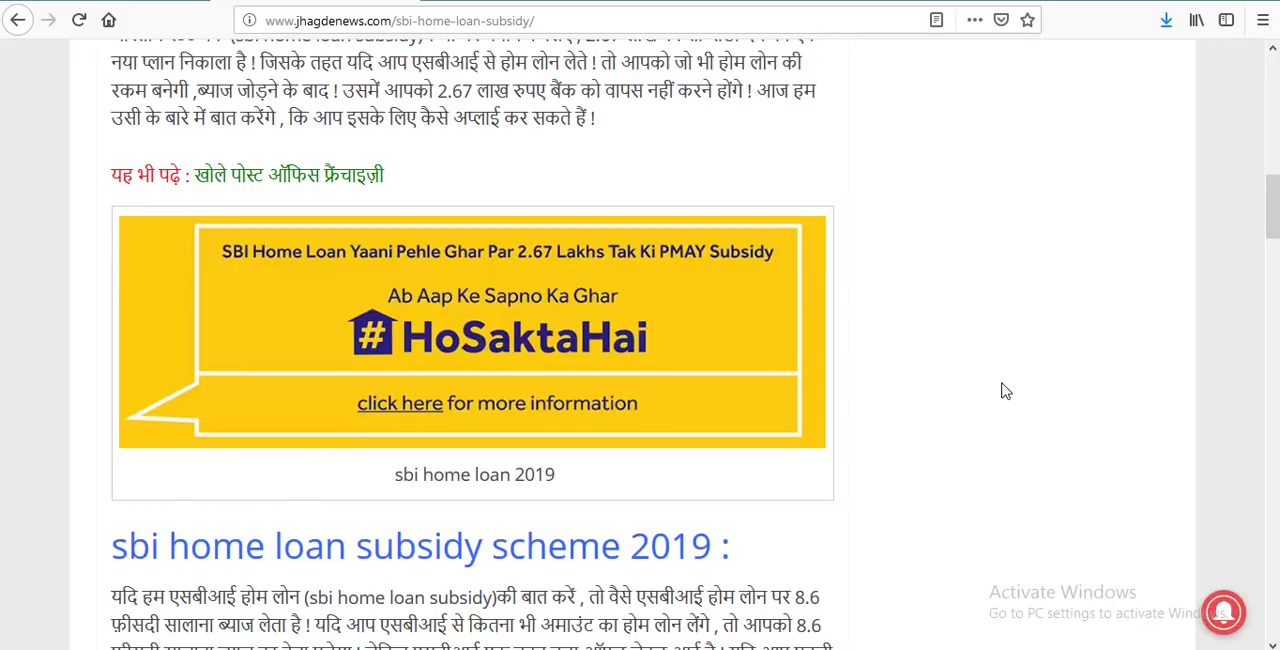 www.jhagdenews.com/sbi-home-loan-subsidy/
(sbi home loan subsidy)
नया प्लान निकाला है ! जिसके तहत यदि आप एसबीआई से होम लोन लेते ! तो आपको जो भी होम लोन की
रकम बनेगी ,ब्याज जोड़ने के बाद ! उसमें आपको 2.67 लाख रुपए बैंक को वापस नहीं करने होंगे ! आज हम
उसी के बारे में बात करेंगे , कि आप इसके लिए कैसे अप्लाई कर सकते हैं !
यह भी पढ़े : खोले पोस्ट ऑफिस फ्रैंचाइज़ी
SBI Home Loan Yaani Pehle Ghar Par 2.67 Lakhs Tak Ki PMAY Subsidy
Ab Aap Ke Sapno Ka Ghar
# HoSaktaHai
click here for more information
sbi home loan 2019
sbi home loan subsidy scheme 2019 :
यदि हम एसबीआई होम लोन (sbi home loan subsidy)की बात करें , तो वैसे एसबीआई होम लोन पर 8.6
फ़ीसदी सालाना ब्याज लेता है ! यदि आप एसबीआई से कितना भी अमाउंट का होम लोन लेंगे , तो आपको 8.6
Activate Windows
Go to PC settings to activate Windows.